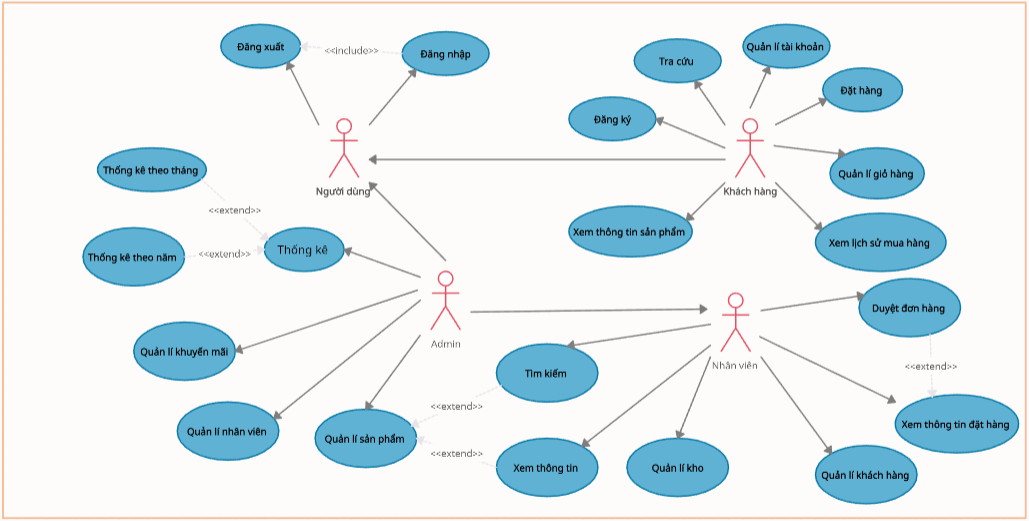 Đăng xuất
<<include>>
Đăng nhập
Tra cứu
Quản lí tài khoản
Đặt hàng
Đăng ký
Thống kê theo tháng
Người dùng
Khách hàng
Quản lí giỏ hàng
<<extend>>
Xem thông tin sản phẩm
Xem lịch sử mua hàng
Thống kê theo năm
<<extend>>
Thống kê
Duyệt đơn hàng
Admin
Quản lí khuyến mãi
Tìm kiếm
Nhân viên
<<extend>>
<<extend>>
Quản lí nhân viên
Quản lí sản phẩm
Xem thông tin đặt hàng
<<extend>>
Xem thông tin
Quản lí kho
Quản lí khách hàng